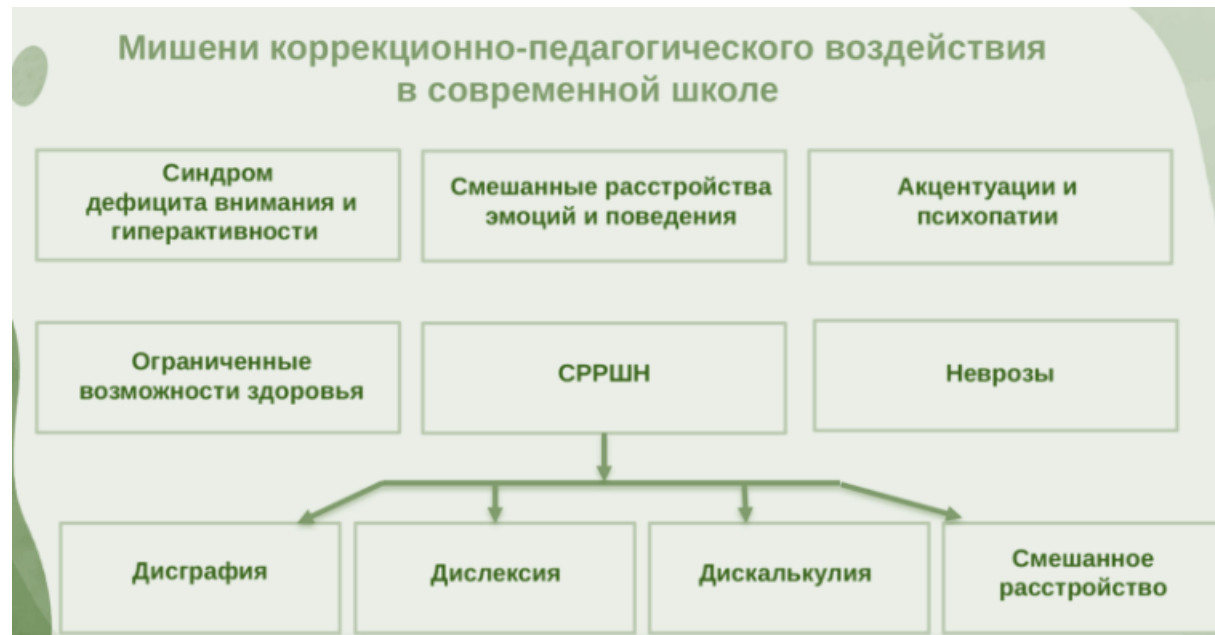 Мишени коррекционно-педагогического воздействия
в современной школе
Синдром
дефицита внимания и
гиперактивности
Смешанные расстройства
эмоций и поведения
Акцентуации и
психопатии
Ограниченные
возможности здоровья
СРРШН
Неврозы
Дисграфия
Дислексия
Дискалькулия
Смешанное
расстройство